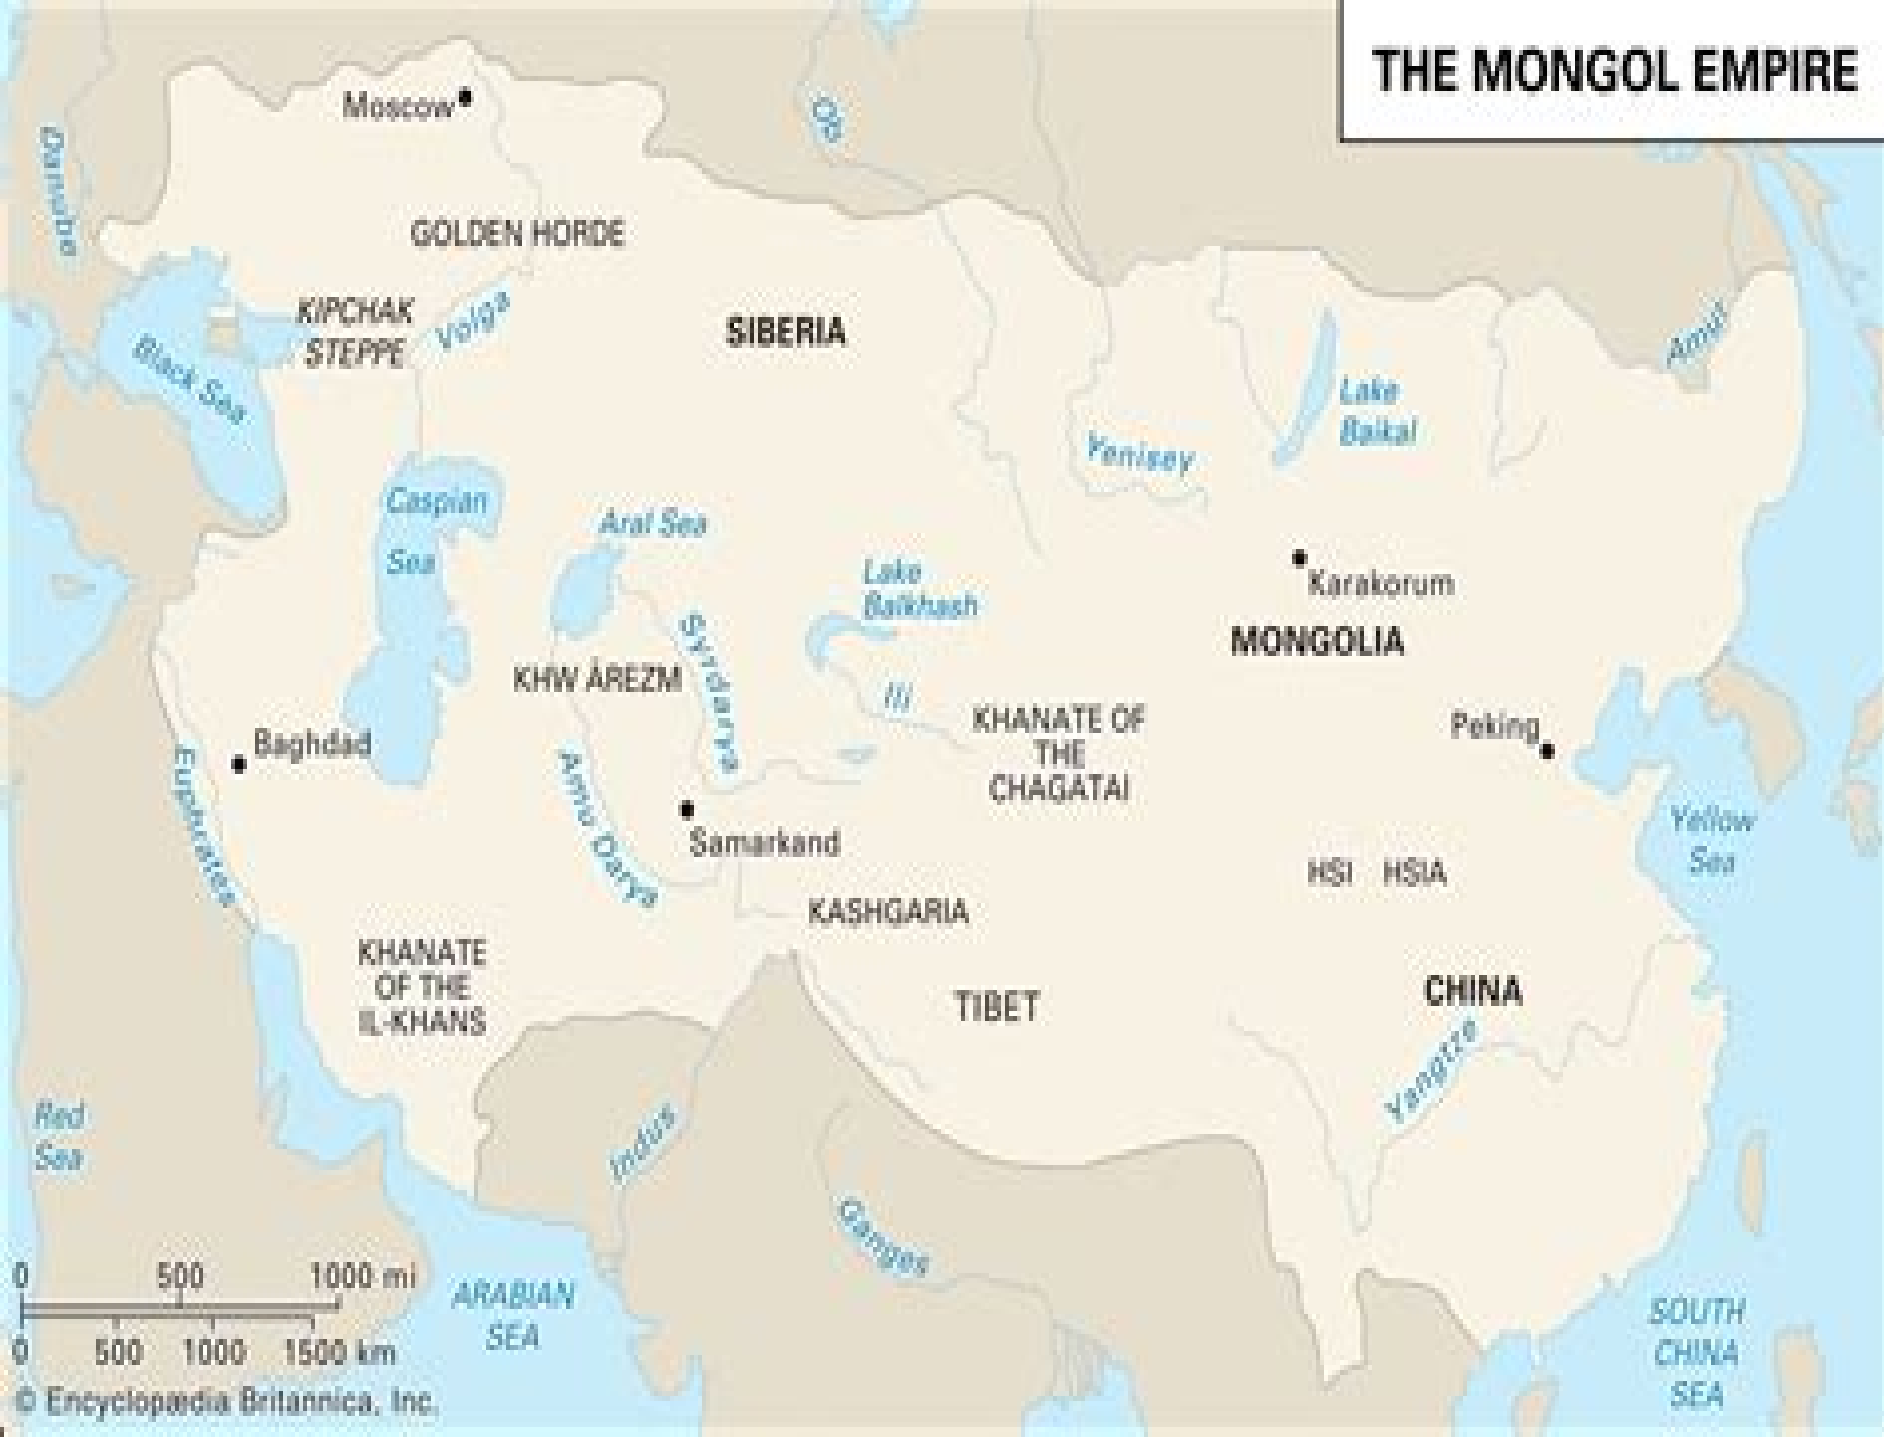 THE MONGOL EMPIRE
Moscow
Ob
Danube
GOLDEN HORDE
KIPCHAK
STEPPE
Volga
SIBERIA
Amur
Black Sea
Lake
Baikal
Yenisey
Caspian
Sea
Aral Sea
Karakorum
Lake
Balkhash
MONGOLIA
Syrdarya
KHW ÄREZM
Ili
KHANATE OF
THE
CHAGATAI
Peking
Baghdad
Euphrates
Amu Darya
Samarkand
Yellow
Sea
HSI HSIA
KASHGARIA
KHANATE
OF THE
IL-KHANS
TIBET
CHINA
Yangtze
Red
Sea
Indus
Ganges
0 500 1000 mi
0 500 1000 1500 km
ARABIAN
SEA
SOUTH
CHINA
SEA
© Encyclopædia Britannica, Inc.